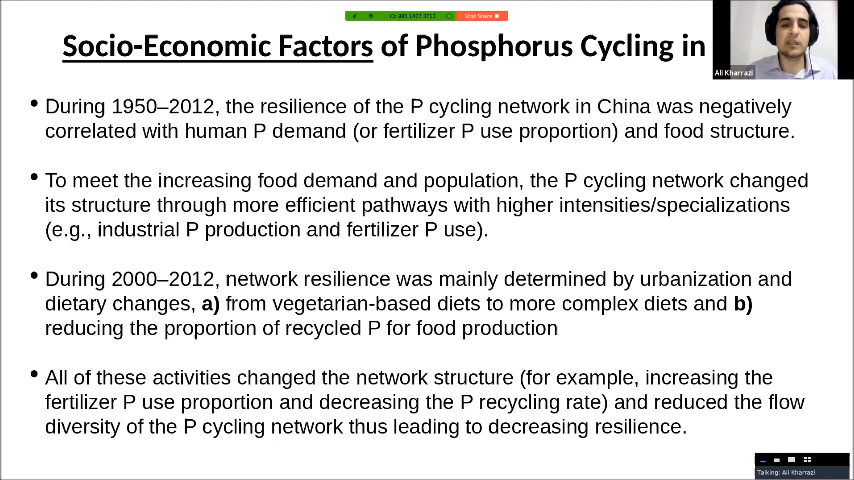 ID: 895 1427 3712
Stop Share
Socio-Economic Factors of Phosphorus Cycling in
Ali Kharrazi
• During 1950–2012, the resilience of the P cycling network in China was negatively
correlated with human P demand (or fertilizer P use proportion) and food structure.
• To meet the increasing food demand and population, the P cycling network changed
its structure through more efficient pathways with higher intensities/specializations
(e.g., industrial P production and fertilizer P use).
• During 2000–2012, network resilience was mainly determined by urbanization and
dietary changes, a) from vegetarian-based diets to more complex diets and b)
reducing the proportion of recycled P for food production
• All of these activities changed the network structure (for example, increasing the
fertilizer P use proportion and decreasing the P recycling rate) and reduced the flow
diversity of the P cycling network thus leading to decreasing resilience.
Talking: Ali Kharrazi